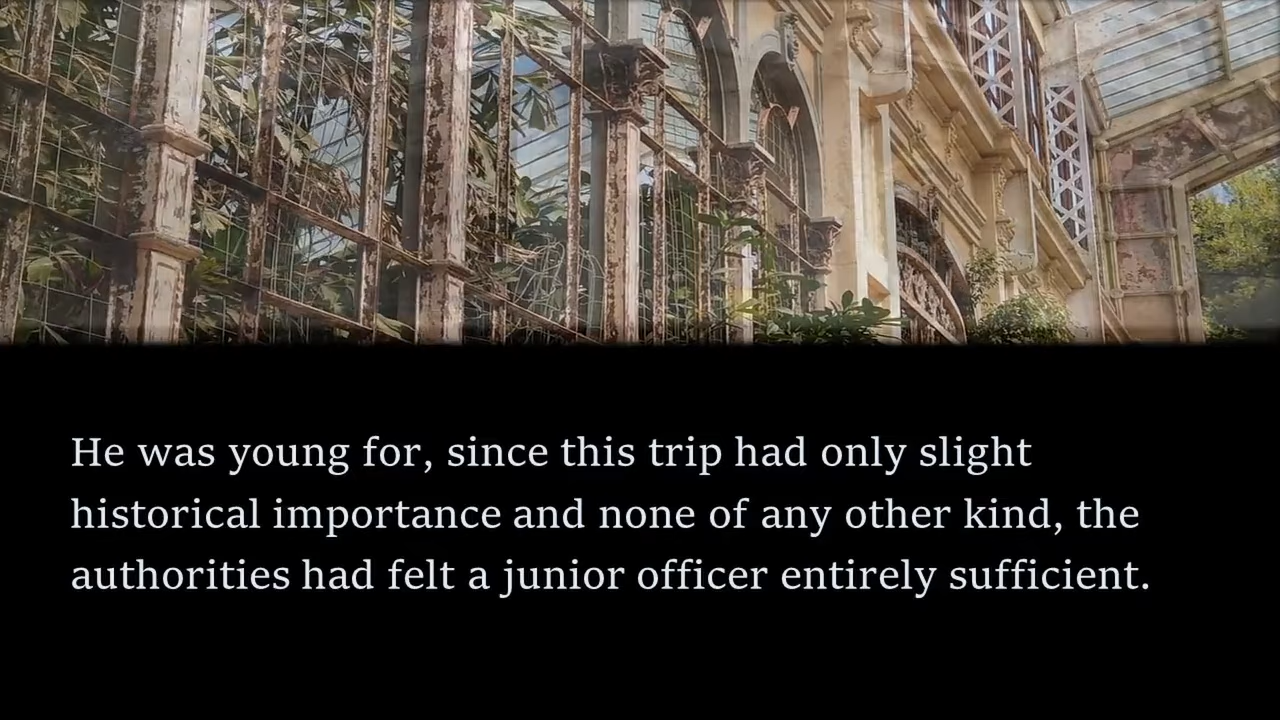 He was young for, since this trip had only slight
historical importance and none of any other kind, the
authorities had felt a junior officer entirely sufficient.